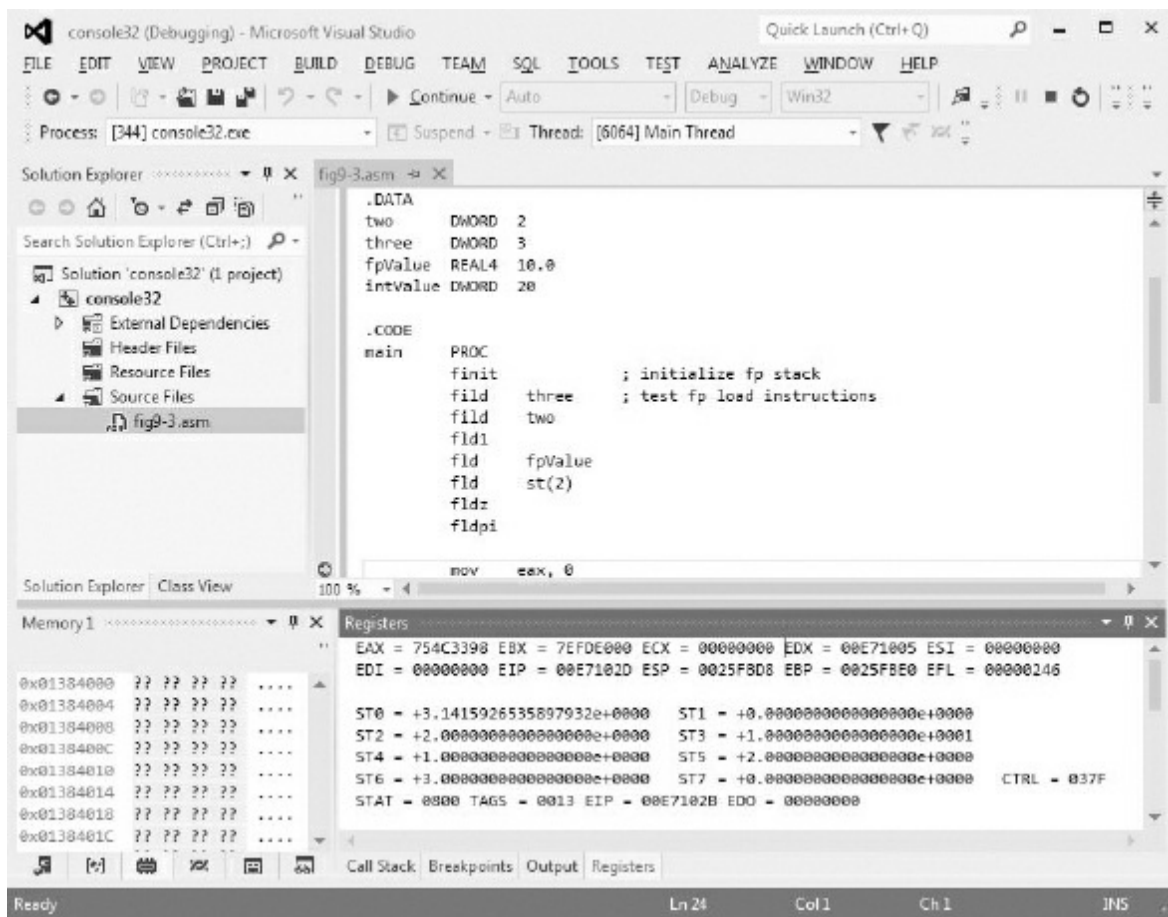 console32 (Debugging) - Microsoft Visual Studio
Quick Launch (Ctrl+Q)
FILE EDIT VIEW PROJECT BUILD DEBUG TEAM SQL TOOLS TEST ANALYZE WINDOW HELP
Continue Auto Debug Win32
Process: [344] console32.exe Suspend Thread: [6064] Main Thread
Solution Explorer
Search Solution Explorer (Ctrl+;)
Solution 'console32' (1 project)
console32
External Dependencies
Header Files
Resource Files
Source Files
fig9-3.asm
Solution Explorer Class View
fig9-3.asm
.DATA
two DWORD 2
three DWORD 3
fpValue REAL4 10.0
intValue DWORD 20
.CODE
main PROC
finit ; initialize fp stack
fild three ; test fp load instructions
fild two
fld1
fld fpValue
fld st(2)
fldz
fldpi
mov eax, 0
100 %
Memory 1
0x01384000 ?? ?? ?? ?? ....
0x01384004 ?? ?? ?? ?? ....
0x01384008 ?? ?? ?? ?? ....
0x0138400C ?? ?? ?? ?? ....
0x01384010 ?? ?? ?? ?? ....
0x01384014 ?? ?? ?? ?? ....
0x01384018 ?? ?? ?? ?? ....
0x0138401C ?? ?? ?? ?? ....
Registers
EAX = 754C3398 EBX = 7EFDE000 ECX = 00000000 EDX = 00E71005 ESI = 00000000
EDI = 00000000 EIP = 00E7102D ESP = 0025FBD8 EBP = 0025FBE0 EFL = 00000246
ST0 = +3.1415926535897932e+0000 ST1 = +0.0000000000000000e+0000
ST2 = +2.0000000000000000e+0000 ST3 = +1.0000000000000000e+0001
ST4 = +1.0000000000000000e+0000 ST5 = +2.0000000000000000e+0000
ST6 = +3.0000000000000000e+0000 ST7 = +0.0000000000000000e+0000 CTRL = 037F
STAT = 0800 TAGS = 0013 EIP = 00E7102B EDO = 00000000
Call Stack Breakpoints Output Registers
Ready Ln 24 Col 1 Ch 1 INS